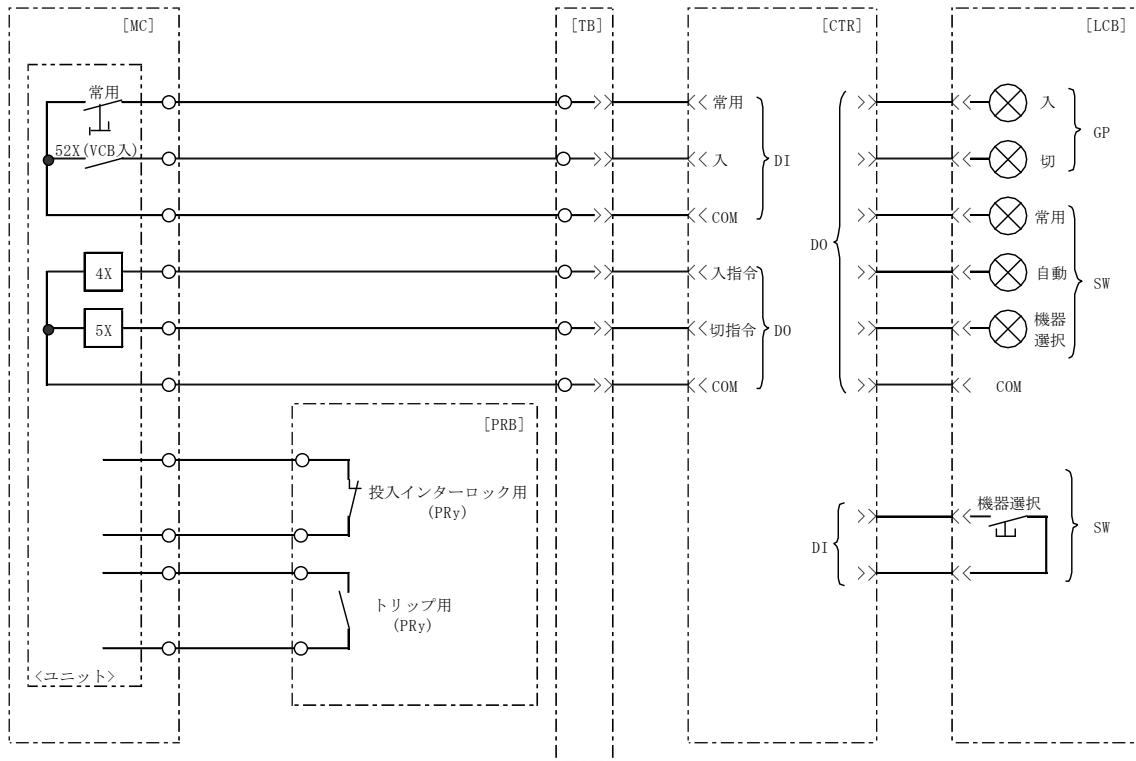 [MC]
[TB]
[CTR]
[LCB]
常用
52X(VCB入)
4X
5X
<ユニット>
[PRB]
投入インターロック用
(PRy)
トリップ用
(PRy)
常用
入
COM
DI
入指令
切指令
COM
DO
DO
DI
入
切
GP
常用
自動
機器
選択
SW
COM
機器選択
SW